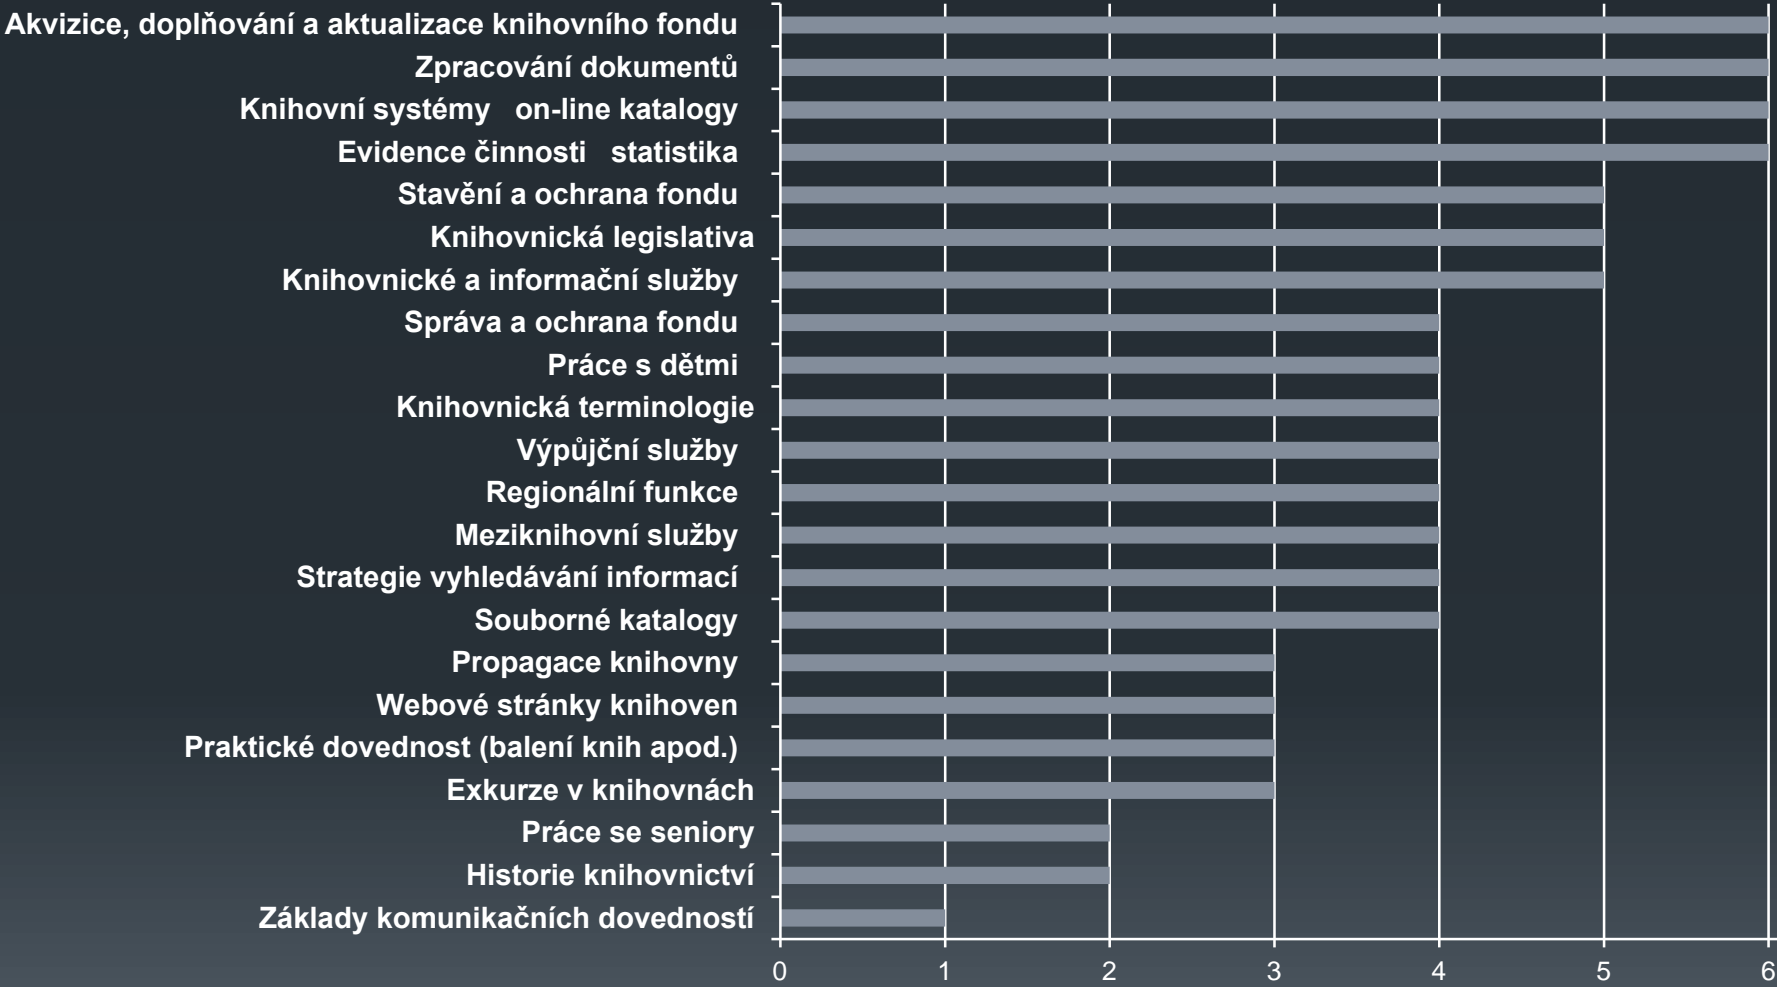 Akvizice, doplňování a aktualizace knihovního fondu
Zpracování dokumentů
Knihovní systémy   on-line katalogy
Evidence činnosti   statistika
Stavění a ochrana fondu
Knihovnická legislativa
Knihovnické a informační služby
Správa a ochrana fondu
Práce s dětmi
Knihovnická terminologie
Výpůjční služby
Regionální funkce
Meziknihovní služby
Strategie vyhledávání informací
Souborné katalogy
Propagace knihovny
Webové stránky knihoven
Praktické dovednost (balení knih apod.)
Exkurze v knihovnách
Práce se seniory
Historie knihovnictví
Základy komunikačních dovedností
0 1 2 3 4 5 6